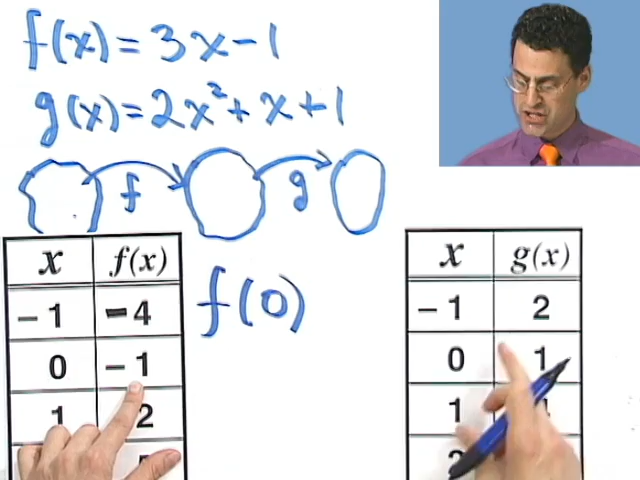 f(x) = 3x - 1
g(x) = 2x² + x + 1
f
g
x f(x)
-1 -4
0 -1
1 2
f(0)
x g(x)
-1 2
0 1
1